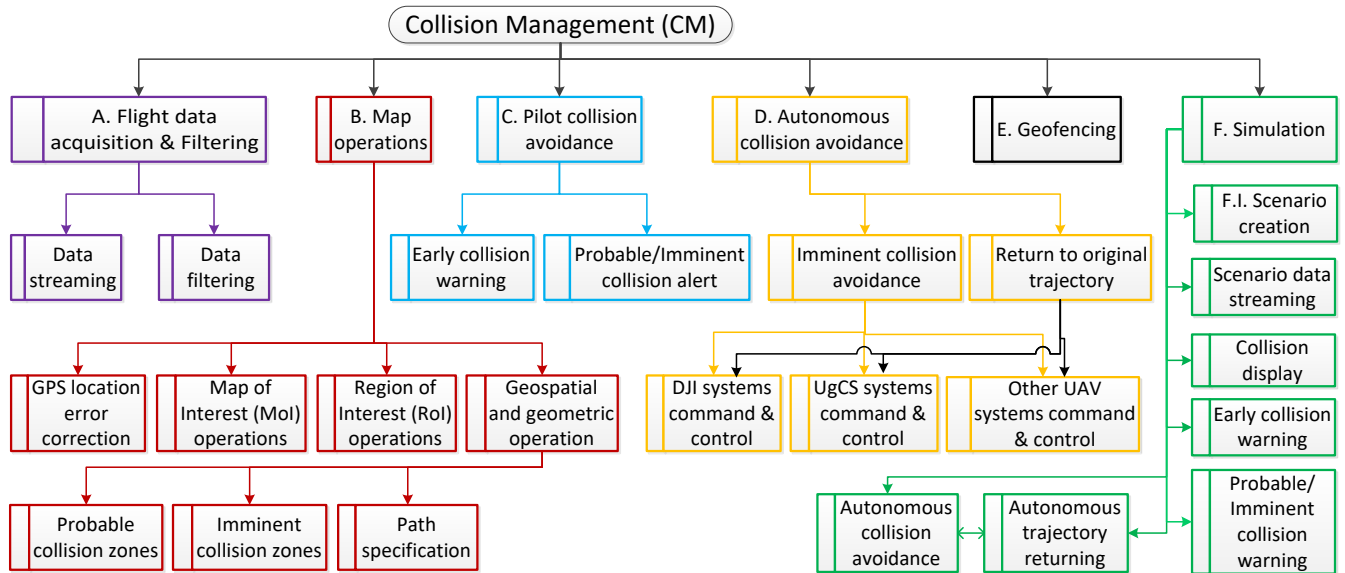 Collision Management (CM)
A. Flight data
acquisition & Filtering
B. Map
operations
C. Pilot collision
avoidance
D. Autonomous
collision avoidance
E. Geofencing
F. Simulation
Data
streaming
Data
filtering
Early collision
warning
Probable/Imminent
collision alert
Imminent collision
avoidance
Return to original
trajectory
F.I. Scenario
creation
Scenario data
streaming
GPS location
error
correction
Map of
Interest (MoI)
operations
Region of
Interest (RoI)
operations
Geospatial
and geometric
operation
DJI systems
command &
control
UgCS systems
command &
control
Other UAV
systems command
& control
Collision
display
Early collision
warning
Probable
collision zones
Imminent
collision zones
Path
specification
Autonomous
collision
avoidance
Autonomous
trajectory
returning
Probable/
Imminent
collision
warning